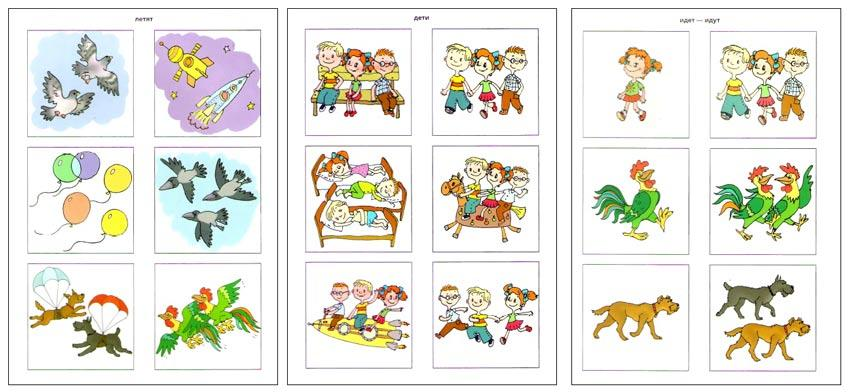 летят
дети
идет — идут